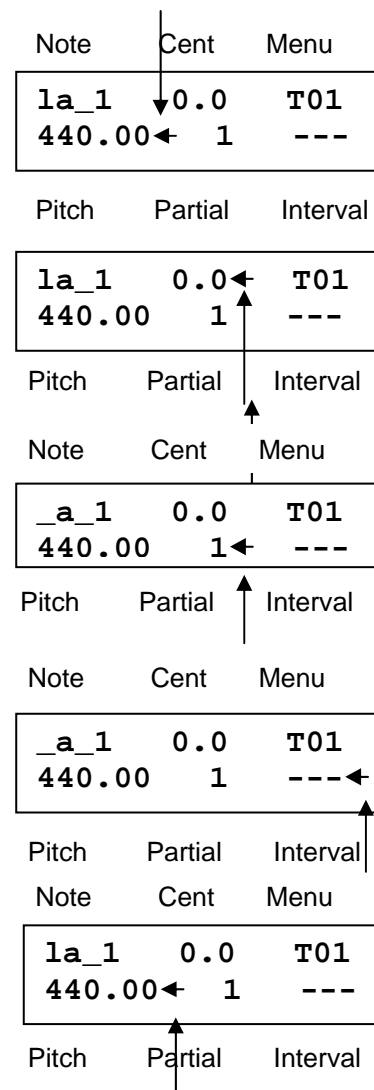 Note Cent Menu
la_1 0.0 T01
440.00 1 ---
Pitch Partial Interval
la_1 0.0 T01
440.00 1 ---
Pitch Partial Interval
Note Cent Menu
_a_1 0.0 T01
440.00 1 ---
Pitch Partial Interval
Note Cent Menu
_a_1 0.0 T01
440.00 1 ---
Pitch Partial Interval
Note Cent Menu
la_1 0.0 T01
440.00 1 ---
Pitch Partial Interval